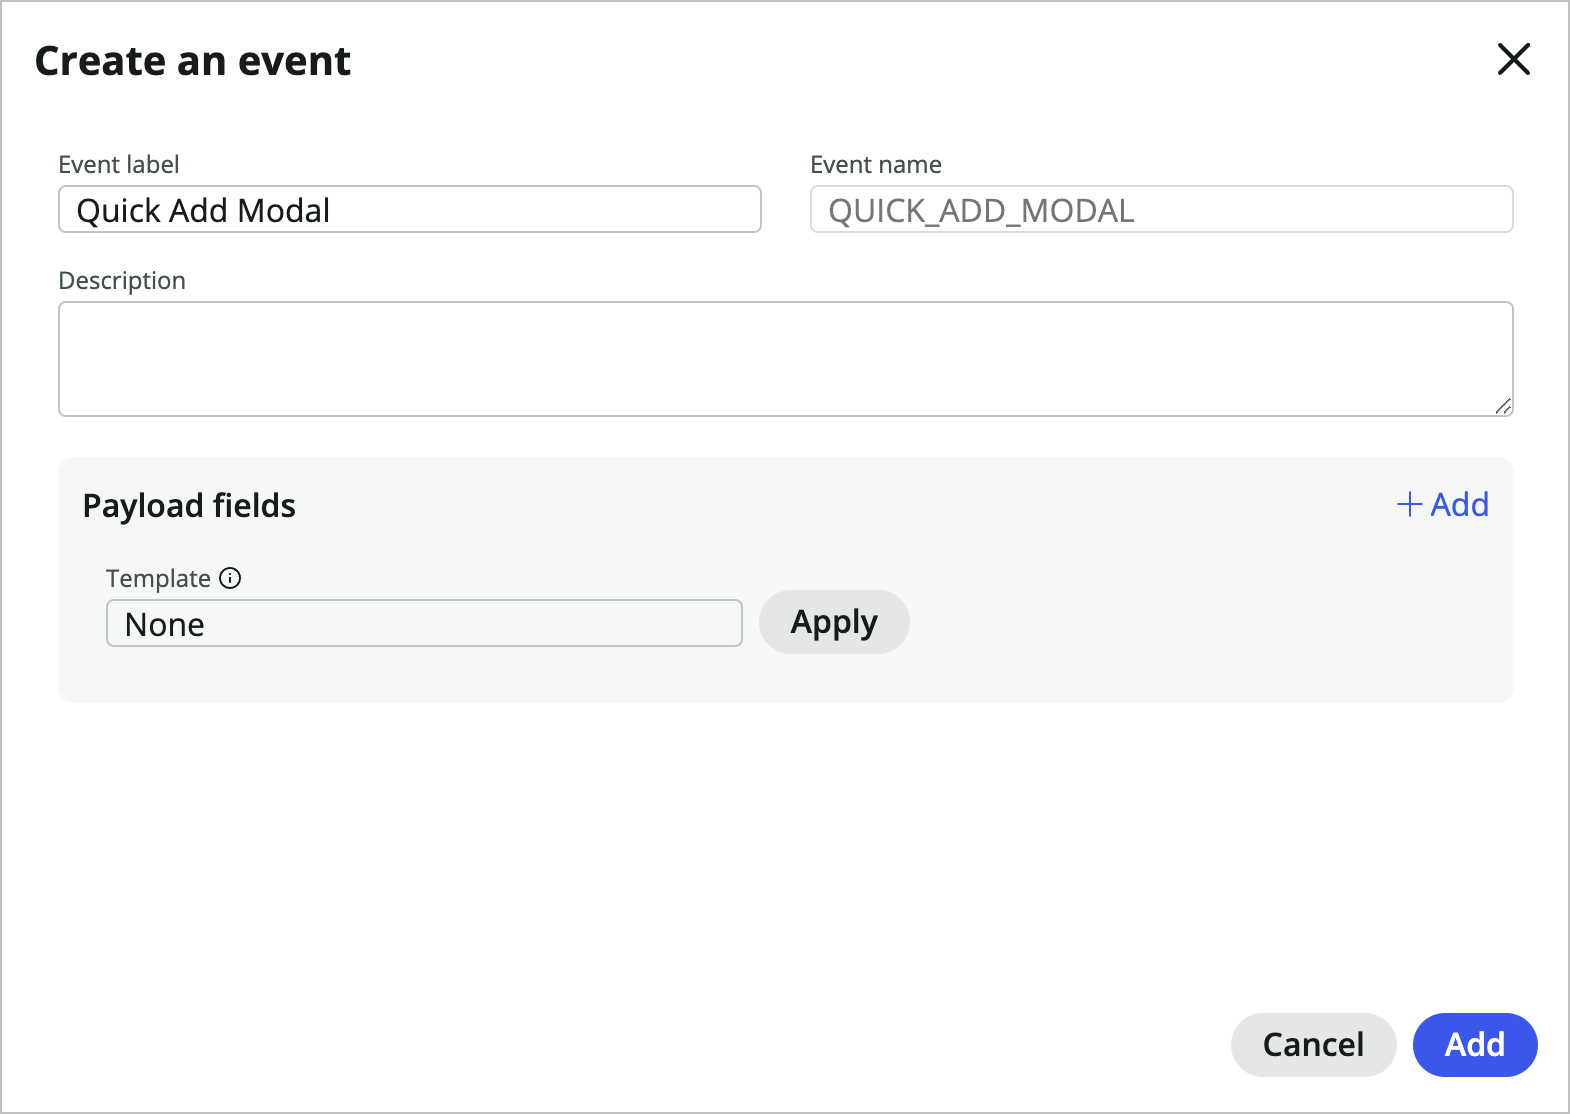 Create an event
Event label
Event name
Quick Add Modal
QUICK_ADD_MODAL
Description
Payload fields
Add
Template
None
Apply
Cancel
Add